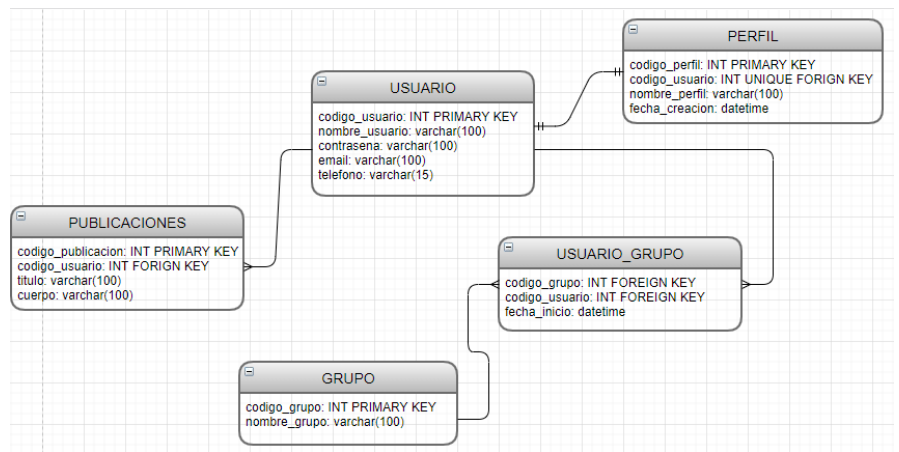 PERFIL
codigo_perfil: INT PRIMARY KEY
codigo_usuario: INT UNIQUE FORIGN KEY
nombre_perfil: varchar(100)
fecha_creacion: datetime
USUARIO
codigo_usuario: INT PRIMARY KEY
nombre_usuario: varchar(100)
contrasena: varchar(100)
email: varchar(100)
telefono: varchar(15)
PUBLICACIONES
codigo_publicacion: INT PRIMARY KEY
codigo_usuario: INT FORIGN KEY
titulo: varchar(100)
cuerpo: varchar(100)
USUARIO_GRUPO
codigo_grupo: INT FOREIGN KEY
codigo_usuario: INT FOREIGN KEY
fecha_inicio: datetime
GRUPO
codigo_grupo: INT PRIMARY KEY
nombre_grupo: varchar(100)